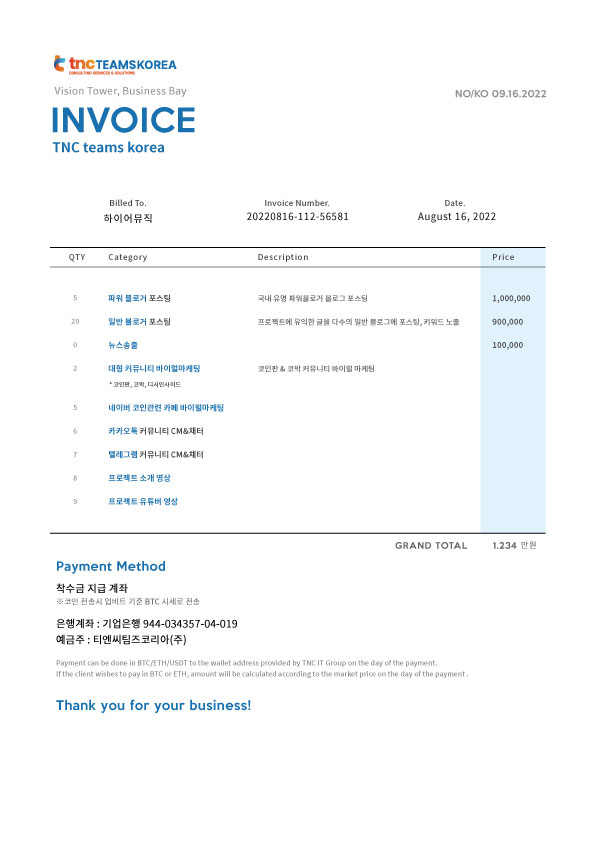 tncTEAMSKOREA
CONSULTING SERVICES & SOLUTIONS
Vision Tower, Business Bay
NO/KO 09.16.2022
INVOICE
TNC teams korea
Billed To. Invoice Number. Date.
하이어뮤직 20220816-112-56581 August 16, 2022
QTY Category Description Price
5 파워 블로거 포스팅 국내 유명 파워블로거 블로그 포스팅 1,000,000
20 일반 블로거 포스팅 프로젝트에 유익한 글을 다수의 일반 블로그에 포스팅, 키워드 노출 900,000
0 뉴스송출 100,000
2 대형 커뮤니티 바이럴마케팅 코인판 & 코박 커뮤니티 바이럴 마케팅
* 코인판, 코박, 디시인사이드
5 네이버 코인관련 카페 바이럴마케팅
6 카카오톡 커뮤니티 CM&채터
7 텔레그램 커뮤니티 CM&채터
8 프로젝트 소개 영상
9 프로젝트 유튜버 영상
GRAND TOTAL 1.234 만원
Payment Method
착수금 지급 계좌
※코인 전송시 업비트 기준 BTC 시세로 전송
은행계좌 : 기업은행 944-034357-04-019
예금주 : 티엔씨팀즈코리아(주)
Payment can be done in BTC/ETH/USDT to the wallet address provided by TNC IT Group on the day of the payment.
If the client wishes to pay in BTC or ETH, amount will be calculated according to the market price on the day of the payment .
Thank you for your business!